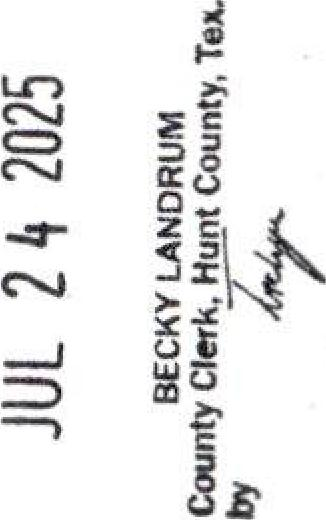 JUL 24 2025
BECKY LANDRUM
County Clerk, Hunt County, Tex.
by